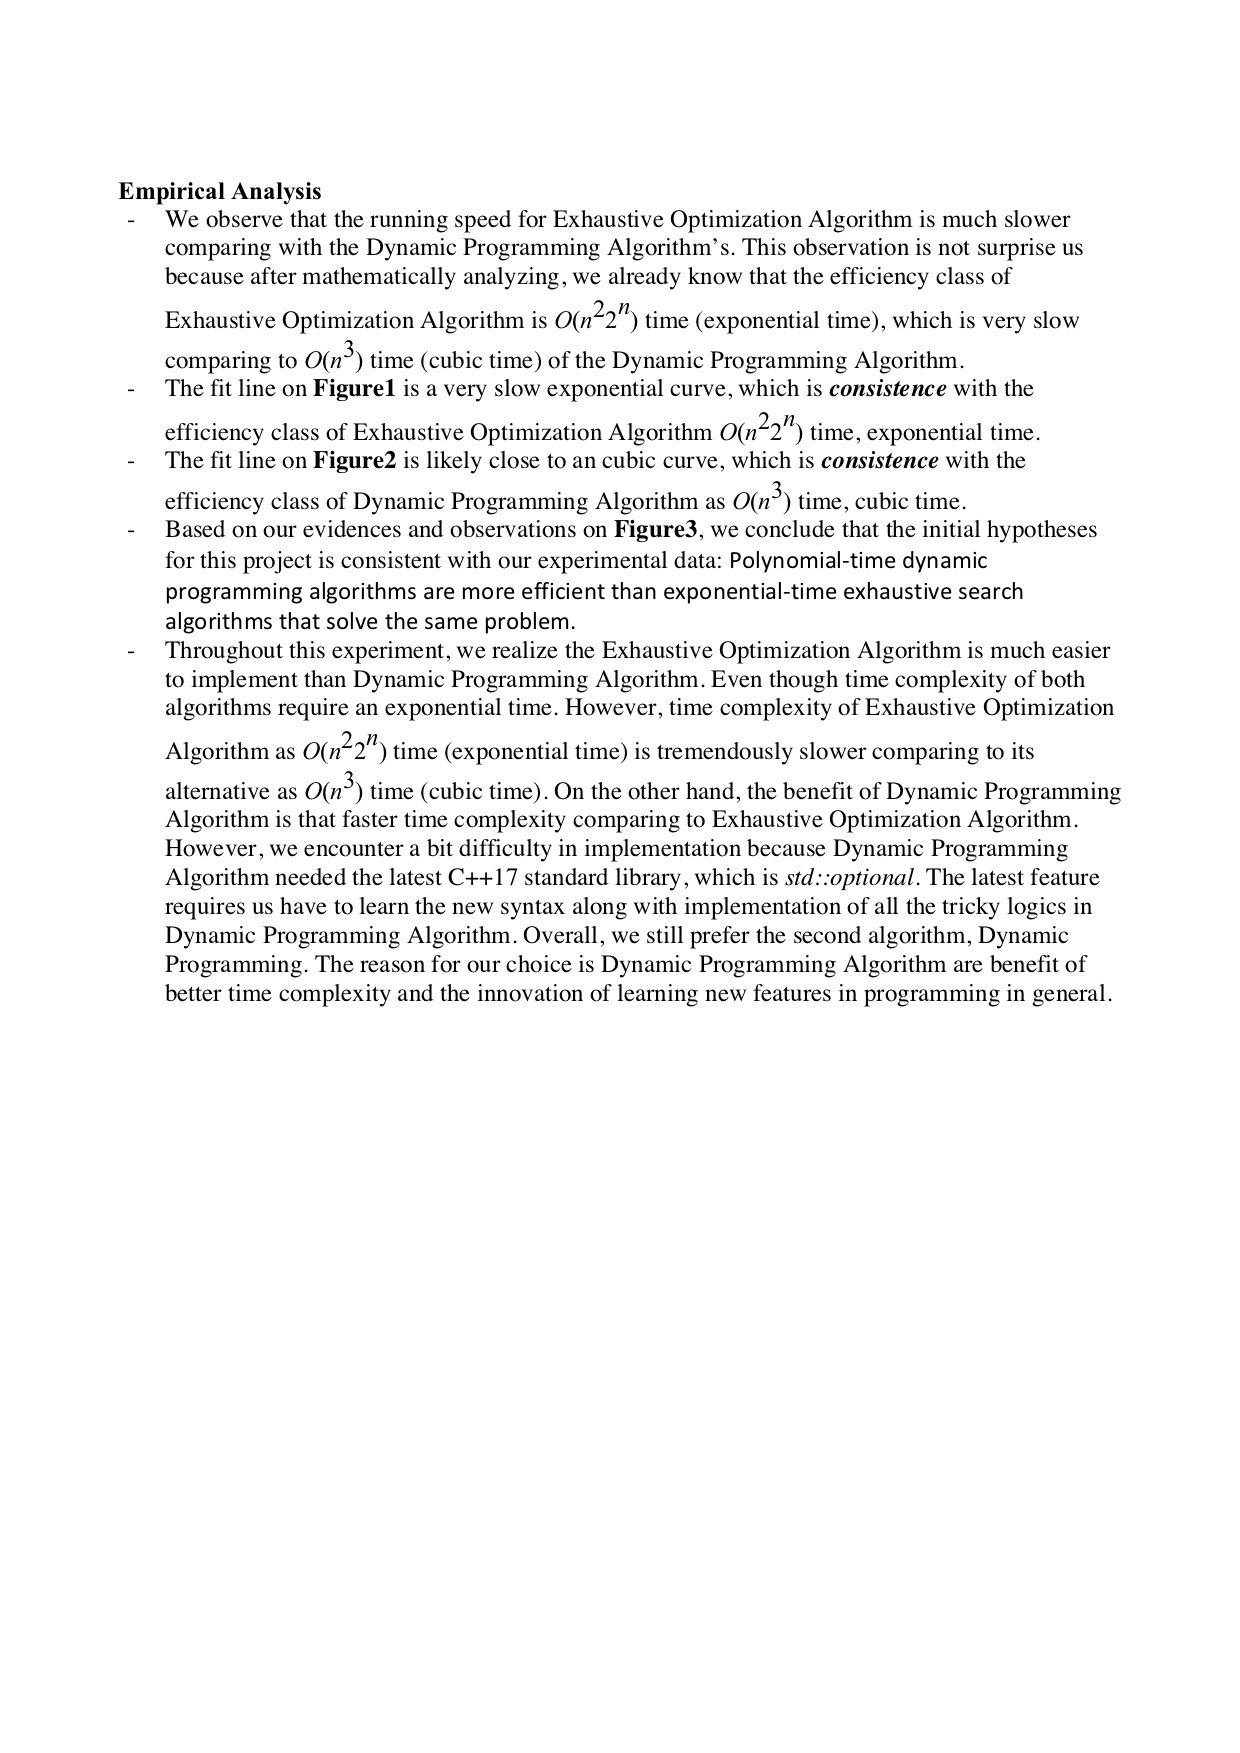 Empirical Analysis
- We observe that the running speed for Exhaustive Optimization Algorithm is much slower
comparing with the Dynamic Programming Algorithm’s. This observation is not surprise us
because after mathematically analyzing, we already know that the efficiency class of
Exhaustive Optimization Algorithm is O(n²2ⁿ) time (exponential time), which is very slow
comparing to O(n³) time (cubic time) of the Dynamic Programming Algorithm.
- The fit line on Figure1 is a very slow exponential curve, which is consistence with the
efficiency class of Exhaustive Optimization Algorithm O(n²2ⁿ) time, exponential time.
- The fit line on Figure2 is likely close to an cubic curve, which is consistence with the
efficiency class of Dynamic Programming Algorithm as O(n³) time, cubic time.
- Based on our evidences and observations on Figure3, we conclude that the initial hypotheses
for this project is consistent with our experimental data: Polynomial-time dynamic
programming algorithms are more efficient than exponential-time exhaustive search
algorithms that solve the same problem.
- Throughout this experiment, we realize the Exhaustive Optimization Algorithm is much easier
to implement than Dynamic Programming Algorithm. Even though time complexity of both
algorithms require an exponential time. However, time complexity of Exhaustive Optimization
Algorithm as O(n²2ⁿ) time (exponential time) is tremendously slower comparing to its
alternative as O(n³) time (cubic time). On the other hand, the benefit of Dynamic Programming
Algorithm is that faster time complexity comparing to Exhaustive Optimization Algorithm.
However, we encounter a bit difficulty in implementation because Dynamic Programming
Algorithm needed the latest C++17 standard library, which is std::optional. The latest feature
requires us have to learn the new syntax along with implementation of all the tricky logics in
Dynamic Programming Algorithm. Overall, we still prefer the second algorithm, Dynamic
Programming. The reason for our choice is Dynamic Programming Algorithm are benefit of
better time complexity and the innovation of learning new features in programming in general.